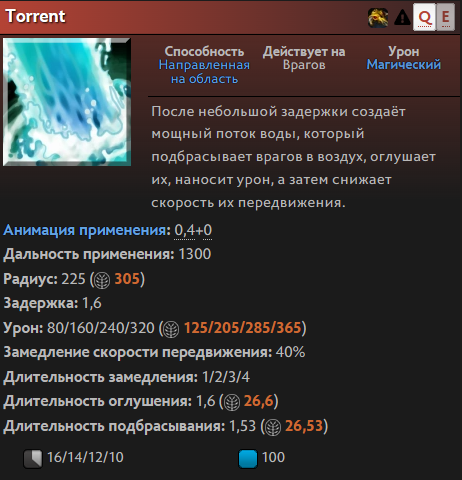 Torrent
Q E
Способность Действует на Урон
Направленная Врагов Магический
на область
После небольшой задержки создаёт
мощный поток воды, который
подбрасывает врагов в воздух, оглушает
их, наносит урон, а затем снижает
скорость их передвижения.
Анимация применения: 0,4+0
Дальность применения: 1300
Радиус: 225 (305)
Задержка: 1,6
Урон: 80/160/240/320 (125/205/285/365)
Замедление скорости передвижения: 40%
Длительность замедления: 1/2/3/4
Длительность оглушения: 1,6 (26,6)
Длительность подбрасывания: 1,53 (26,53)
16/14/12/10 100